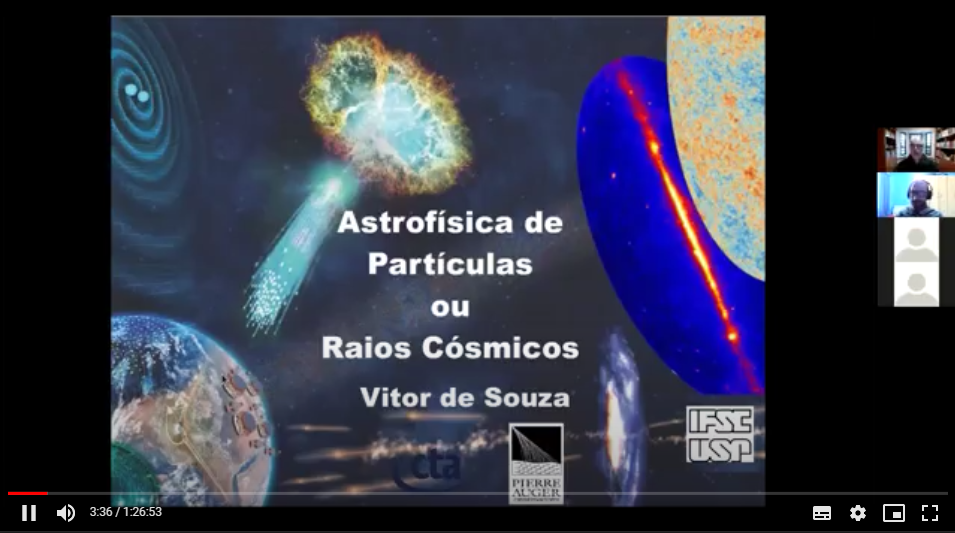 Astrofísica de
Partículas
ou
Raios Cósmicos
Vitor de Souza
cta
PIERRE
AUGER
IFSC
USP
3:36 / 1:26:53